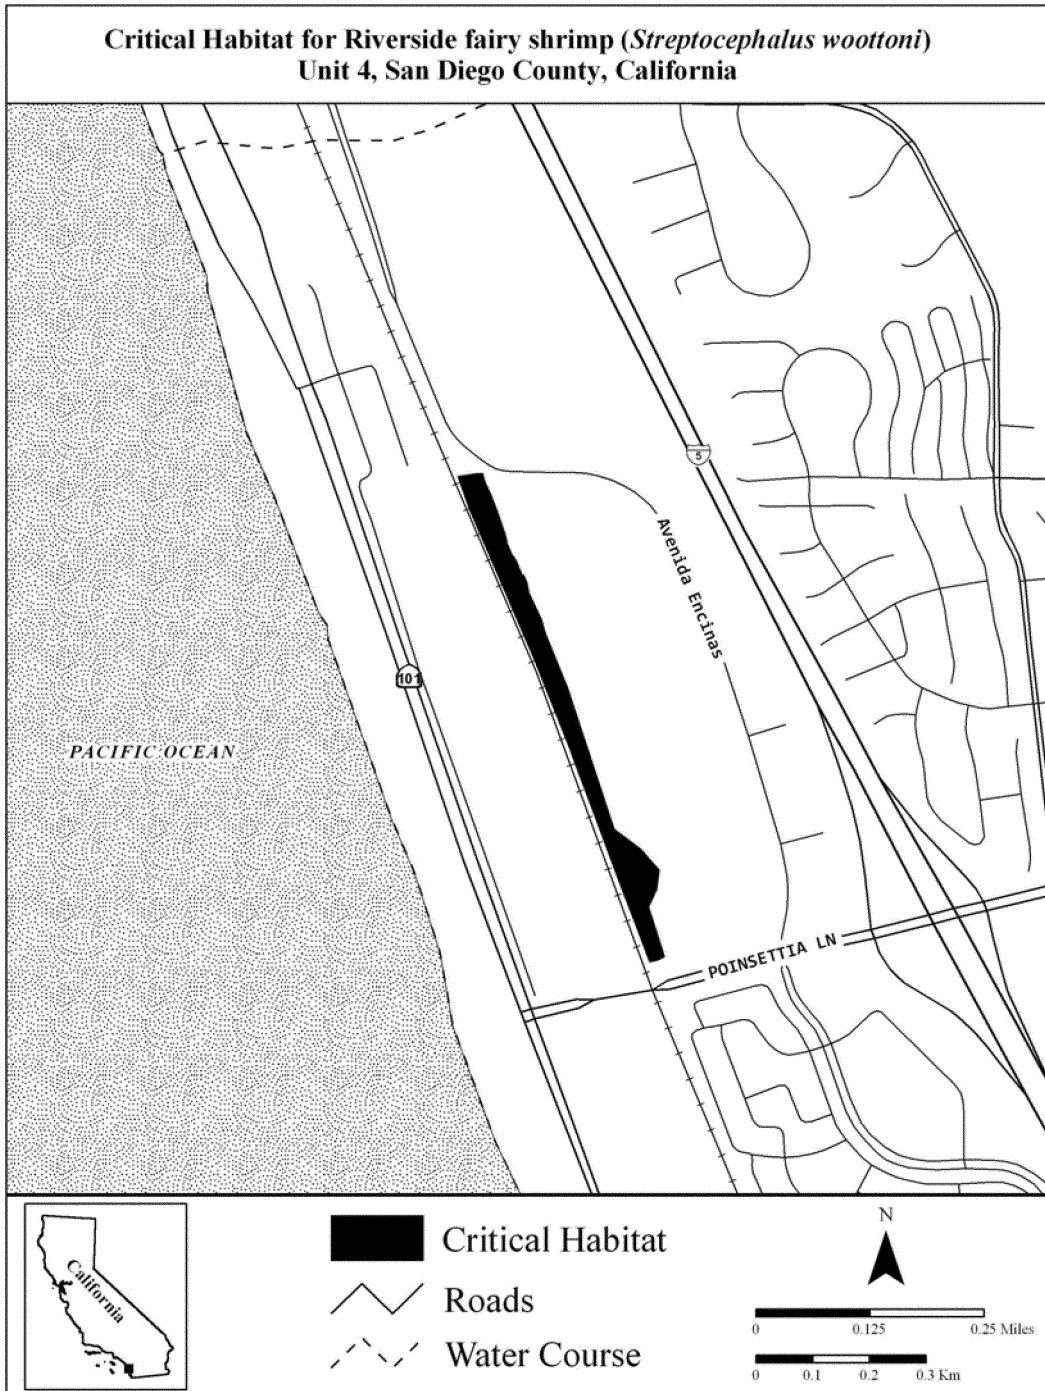 Critical Habitat for Riverside fairy shrimp (Streptocephalus woottoni)
Unit 4, San Diego County, California
5
Avenida Encinas
101
PACIFIC OCEAN
POINSETTIA LN
California
Critical Habitat
Roads
Water Course
N
0 0.125 0.25 Miles
0 0.1 0.2 0.3 Km